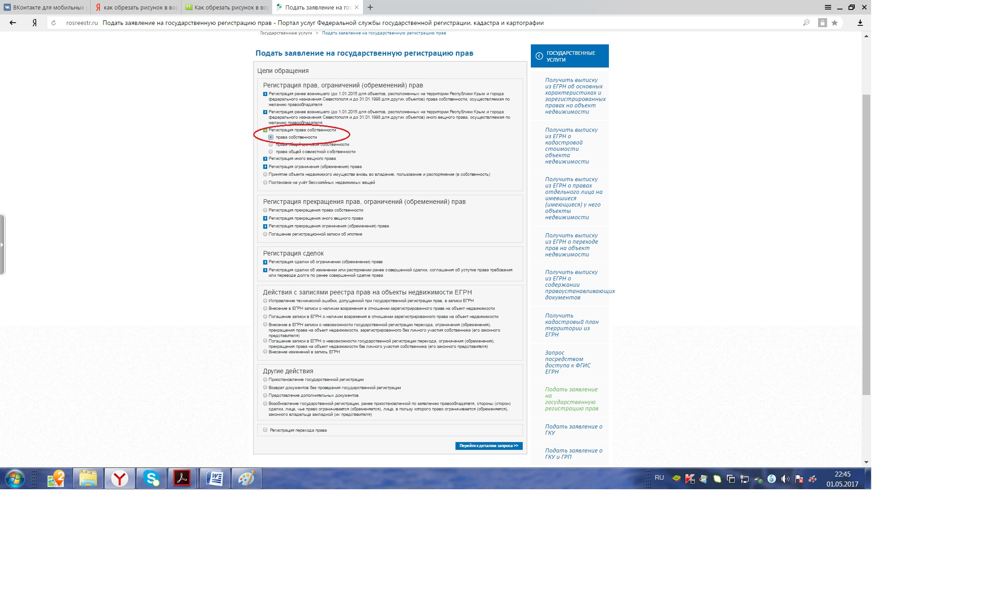 ВКонтакте для мобильных у
как обрезать рисунок в вор
Как обрезать рисунок в вор
Подать заявление на гос
rosreestr.ru Подать заявление на государственную регистрацию прав - Портал услуг Федеральной службы государственной регистрации, кадастра и картографии
Государственные услуги > Подать заявление на государственную регистрацию прав
Подать заявление на государственную регистрацию прав
Цели обращения
Регистрация прав, ограничений (обременений) прав
Регистрация ранее возникшего (до 1.01.2015 для объектов, расположенных на территории Республики Крым и города
федерального назначения Севастополя и до 31.01.1998 для других объектов) права собственности, осуществляемая по
желанию правообладателя
Регистрация ранее возникшего (до 1.01.2015 для объектов, расположенных на территории Республики Крым и города
федерального назначения Севастополя и до 31.01.1998 для других объектов) иного вещного права, осуществляемая по
желанию правообладателя
Регистрация права собственности
права собственности
права общей долевой собственности
права общей совместной собственности
Регистрация иного вещного права
Регистрация ограничения (обременения) права
Принятие объекта недвижимого имущества вновь во владение, пользование и распоряжение (в собственность)
Постановка на учёт бесхозяйных недвижимых вещей
Регистрация прекращения прав, ограничений (обременений) прав
Регистрация прекращения права собственности
Регистрация прекращения иного вещного права
Регистрация прекращения ограничения (обременения) права
Погашение регистрационной записи об ипотеке
Регистрация сделок
Регистрация сделки об ограничении (обременении) права
Регистрация сделки об изменении или расторжении ранее совершенной сделки, соглашения об уступке права требования
или переводе долга по ранее совершенной сделке права
Действия с записями реестра прав на объекты недвижимости ЕГРН
Исправление технической ошибки, допущенной при государственной регистрации прав, в записи ЕГРН
Внесение в ЕГРН записи о наличии возражения в отношении зарегистрированного права на объект недвижимости
Погашение записи в ЕГРН о наличии возражения в отношении зарегистрированного права на объект недвижимости
Внесение в ЕГРН записи о невозможности государственной регистрации перехода, ограничения (обременения),
прекращения права на объект недвижимости, зарегистрированного без личного участия собственника (его законного
представителя)
Погашение записи в ЕГРН о невозможности государственной регистрации перехода, ограничения (обременения),
прекращения права на объект недвижимости без личного участия собственника (его законного представителя)
Внесение изменений в запись ЕГРН
Другие действия
Приостановление государственной регистрации
Возврат документов без проведения государственной регистрации
Представление дополнительных документов
Возобновление государственной регистрации, ранее приостановленной по заявлению правообладателя, стороны (сторон)
сделки, лица, чье право ограничивается (обременяется), лица, в пользу которого право ограничивается (обременяется),
законного владельца закладной (их представителя)
Регистрация перехода права
Перейти к деталям запроса >>
ГОСУДАРСТВЕННЫЕ
УСЛУГИ
Получить выписку
из ЕГРН об основных
характеристиках и
зарегистрированных
правах на объект
недвижимости
Получить выписку
из ЕГРН о
кадастровой
стоимости
объекта
недвижимости
Получить выписку
из ЕГРН о правах
отдельного лица на
имевшиеся
(имеющиеся) у него
объекты
недвижимости
Получить выписку
из ЕГРН о переходе
прав на объект
недвижимости
Получить выписку
из ЕГРН о
содержании
правоустанавливающих
документов
Получить
кадастровый план
территории из
ЕГРН
Запрос
посредством
доступа к ФГИС
ЕГРН
Подать заявление
на
государственную
регистрацию прав
Подать заявление о
ГКУ
Подать заявление о
ГКУ и ГРП
RU
22:45
01.05.2017